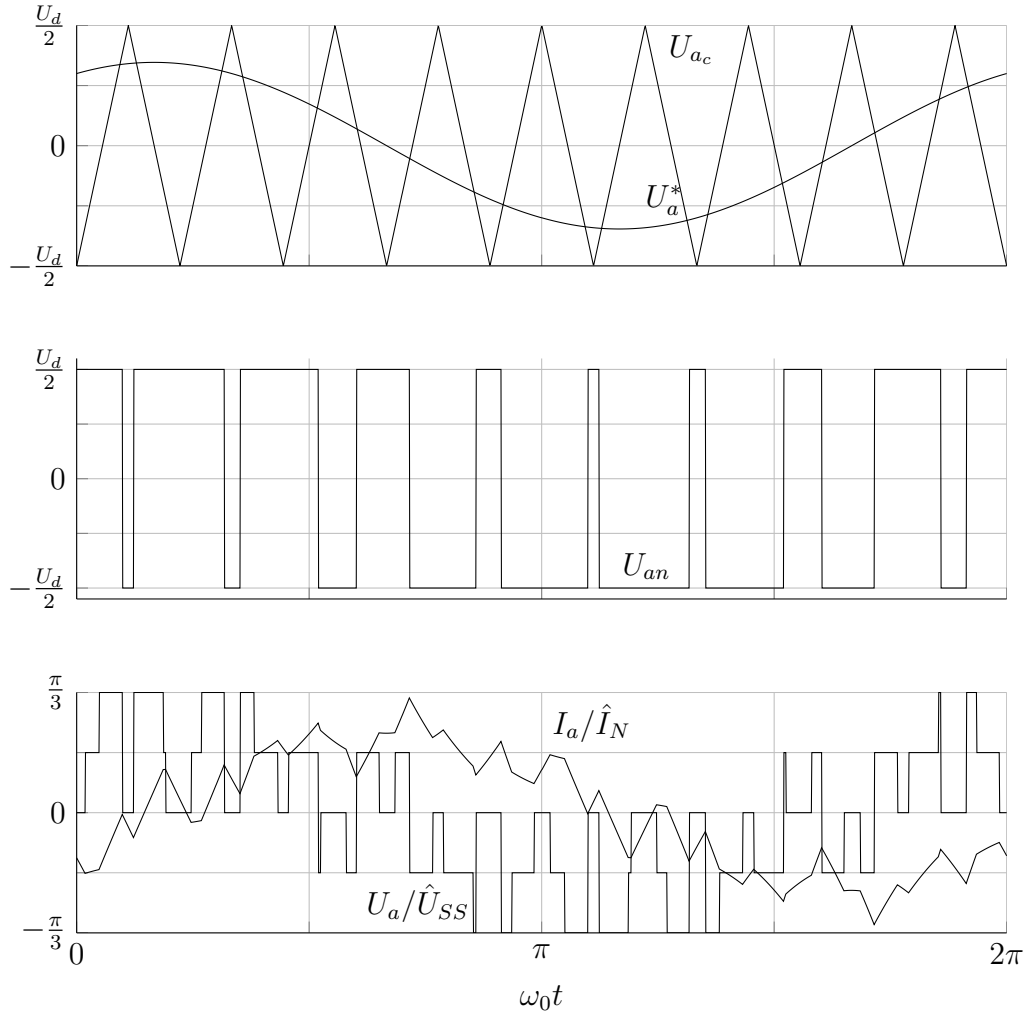 U_d/2
U_{a_c}
0
U_a^*
−U_d/2
U_d/2
0
U_{an}
−U_d/2
π/3
I_a/Î_N
0
U_a/Û_{SS}
−π/3
0 π 2π
ω_0t